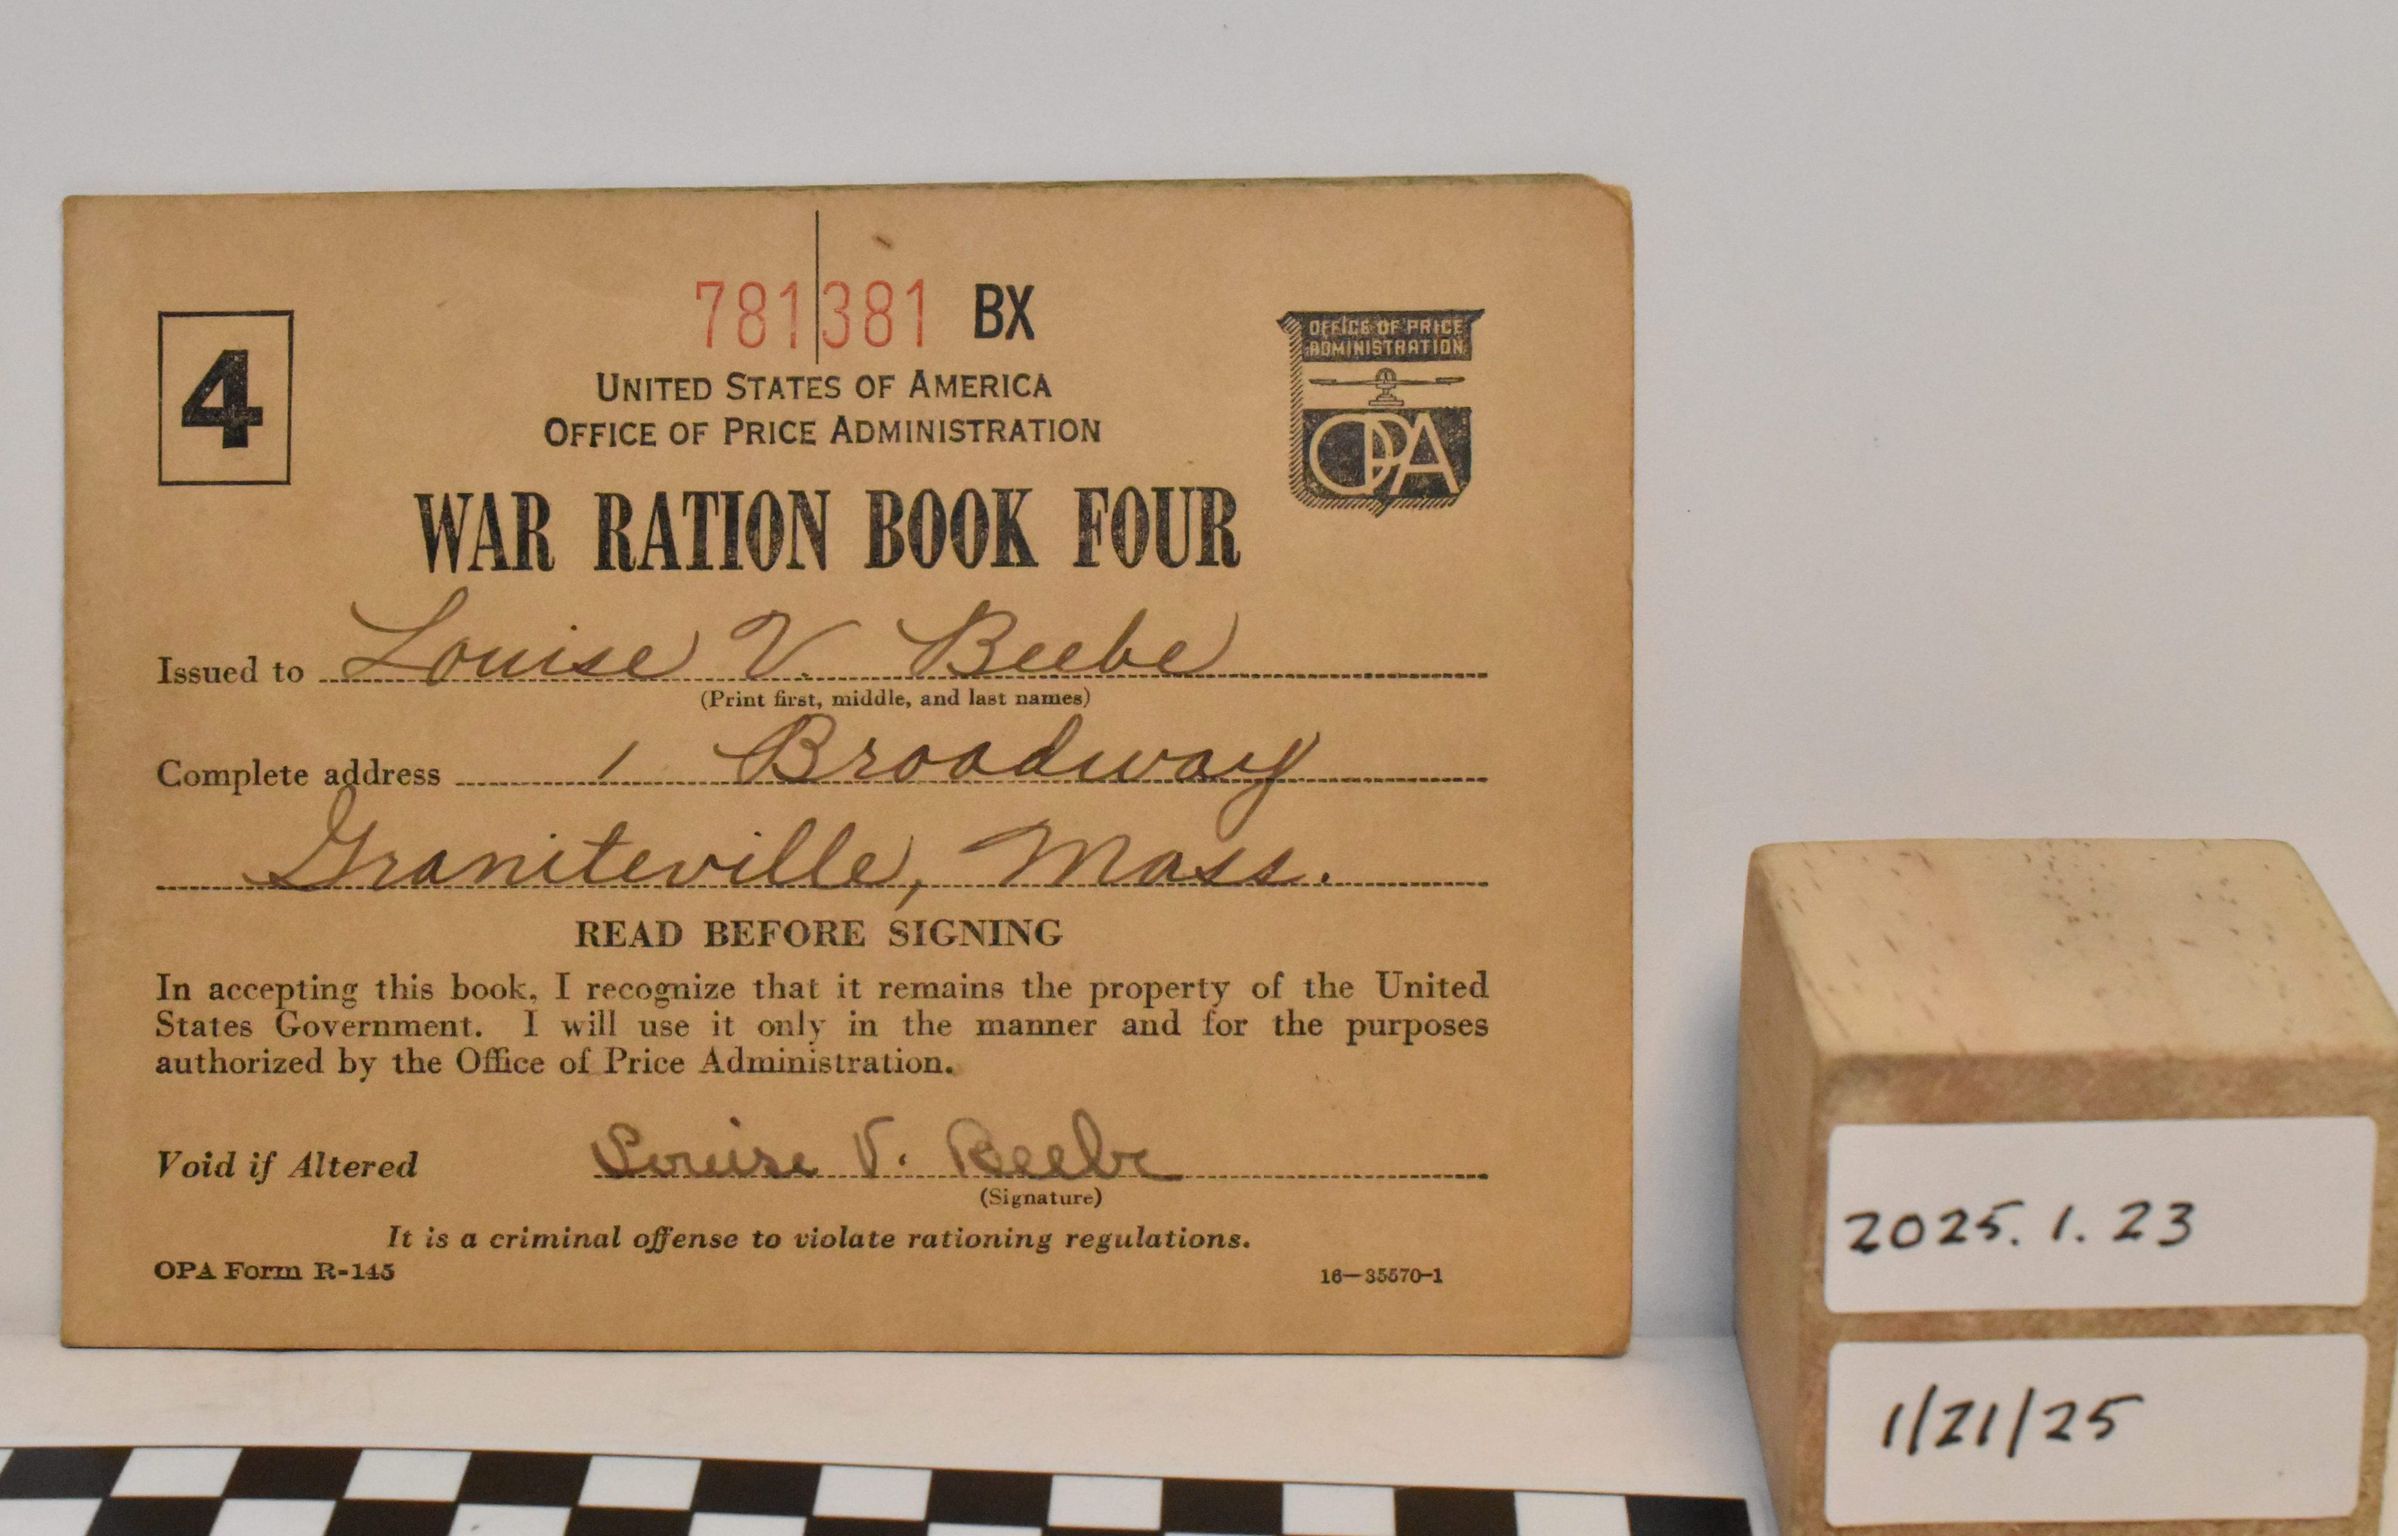 781381 BX
4
OFFICE OF PRICE
ADMINISTRATION
OPA
UNITED STATES OF AMERICA
OFFICE OF PRICE ADMINISTRATION
WAR RATION BOOK FOUR
Issued to Louise V. Beebe
(Print first, middle, and last names)
Complete address 1 Broadway
Graniteville, Mass.
READ BEFORE SIGNING
In accepting this book, I recognize that it remains the property of the United
States Government. I will use it only in the manner and for the purposes
authorized by the Office of Price Administration.
Void if Altered Louise V. Beebe
(Signature)
It is a criminal offense to violate rationing regulations.
OPA Form R-145 16—35570-1
2025.1.23
1/21/25